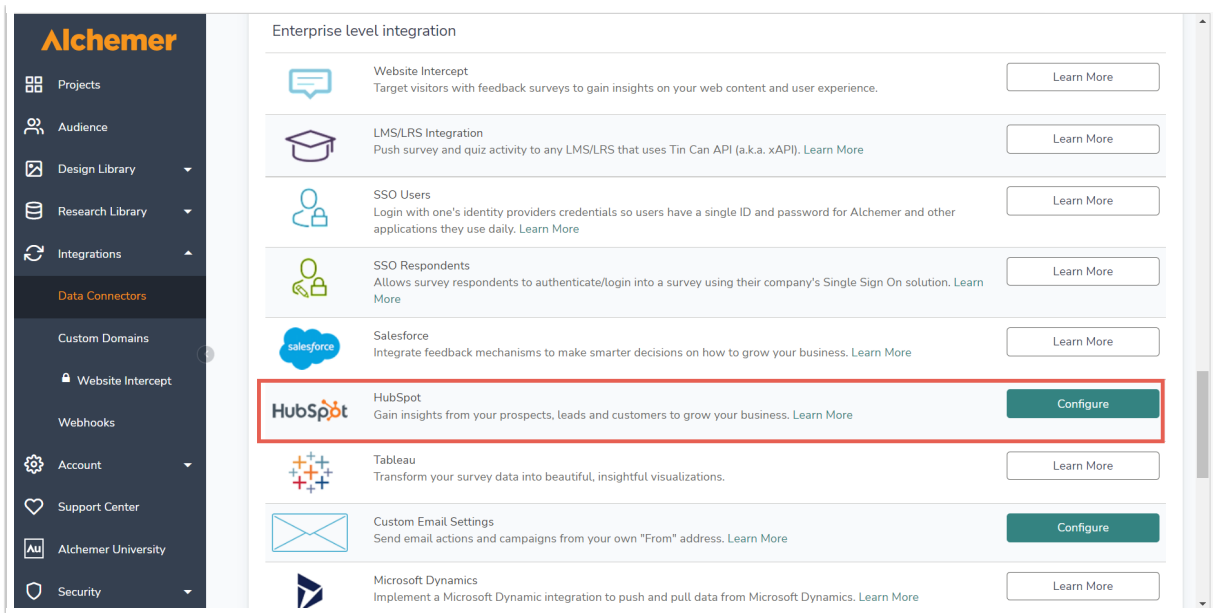 Alchemer
Projects
Audience
Design Library
Research Library
Integrations
Data Connectors
Custom Domains
Website Intercept
Webhooks
Account
Support Center
Au
Alchemer University
Security
Enterprise level integration
Website Intercept
Target visitors with feedback surveys to gain insights on your web content and user experience.
Learn More
LMS/LRS Integration
Push survey and quiz activity to any LMS/LRS that uses Tin Can API (a.k.a. xAPI). Learn More
Learn More
SSO Users
Login with one's identity providers credentials so users have a single ID and password for Alchemer and other
applications they use daily. Learn More
Learn More
SSO Respondents
Allows survey respondents to authenticate/login into a survey using their company's Single Sign On solution. Learn
More
Learn More
salesforce
Salesforce
Integrate feedback mechanisms to make smarter decisions on how to grow your business. Learn More
Learn More
HubSpot
HubSpot
Gain insights from your prospects, leads and customers to grow your business. Learn More
Configure
Tableau
Transform your survey data into beautiful, insightful visualizations.
Learn More
Custom Email Settings
Send email actions and campaigns from your own "From" address. Learn More
Configure
Microsoft Dynamics
Implement a Microsoft Dynamic integration to push and pull data from Microsoft Dynamics. Learn More
Learn More